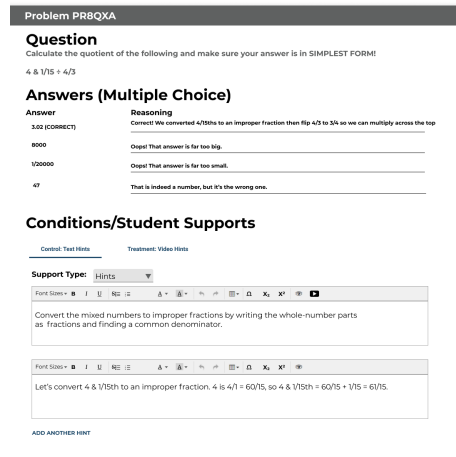 Problem PR8QXA
Question
Calculate the quotient of the following and make sure your answer is in SIMPLEST FORM!
4 & 1/15 ÷ 4/3
Answers (Multiple Choice)
Answer Reasoning
3.02 (CORRECT) Correct! We converted 4/15ths to an improper fraction then flip 4/3 to 3/4 so we can multiply across the top
8000 Oops! That answer is far too big.
1/20000 Oops! That answer is far too small.
47 That is indeed a number, but it's the wrong one.
Conditions/Student Supports
Control: Text Hints Treatment: Video Hints
Support Type: Hints
Font Sizes B I U A A Ω X₂ X²
Convert the mixed numbers to improper fractions by writing the whole-number parts
as fractions and finding a common denominator.
Font Sizes B I U A A Ω X₂ X²
Let's convert 4 & 1/15th to an improper fraction. 4 is 4/1 = 60/15, so 4 & 1/15th = 60/15 + 1/15 = 61/15.
ADD ANOTHER HINT